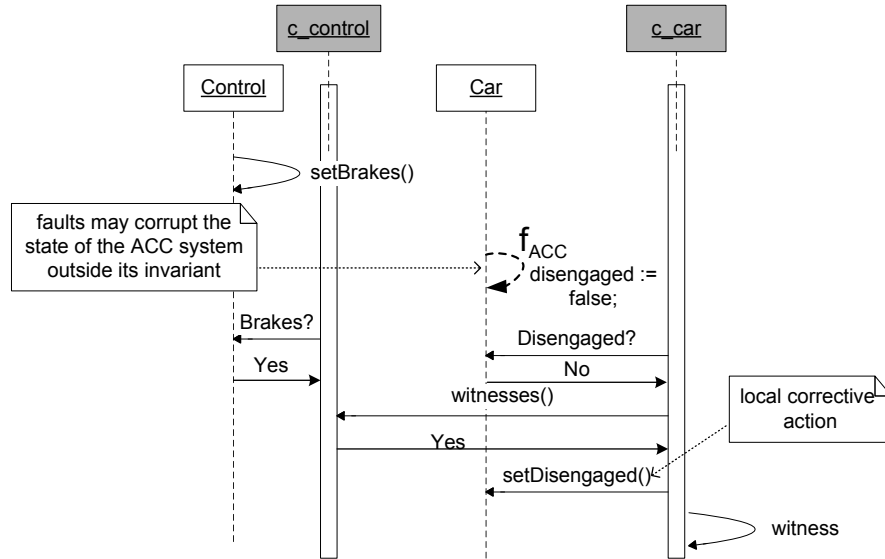 c_control
c_car
Control
Car
setBrakes()
faults may corrupt the
state of the ACC system
outside its invariant
f_ACC
disengaged :=
false;
Brakes?
Disengaged?
Yes
No
witnesses()
local corrective
action
Yes
setDisengaged()
witness